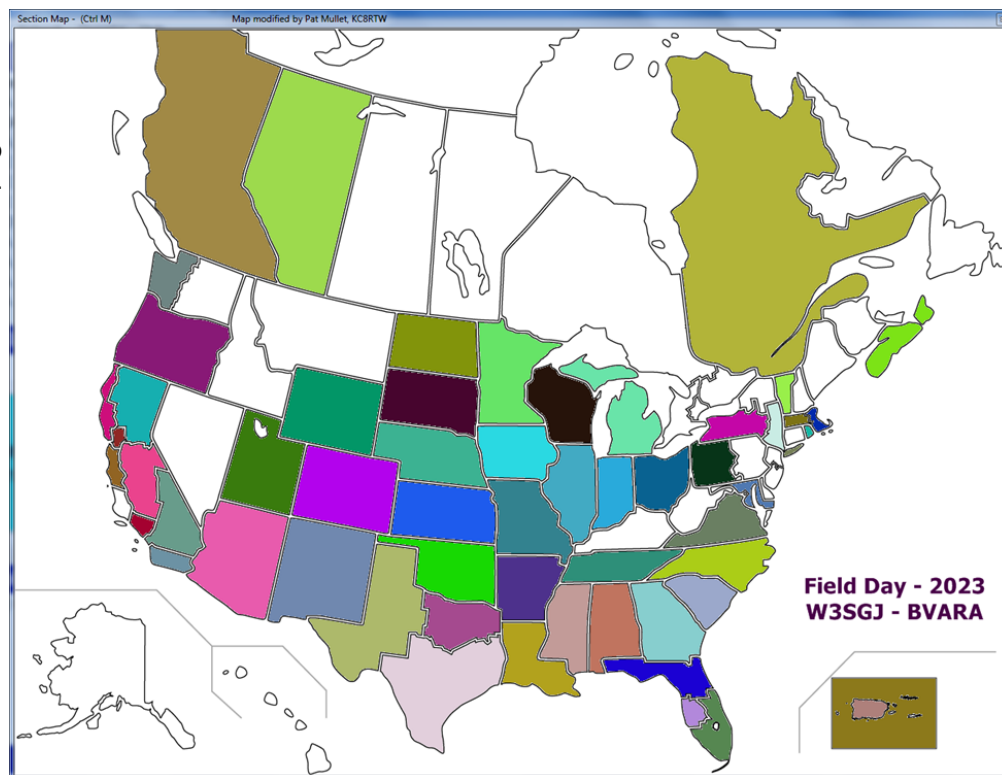 Section Map - (Ctrl M) Map modified by Pat Mullet, KC8RTW
Field Day - 2023
W3SGJ - BVARA